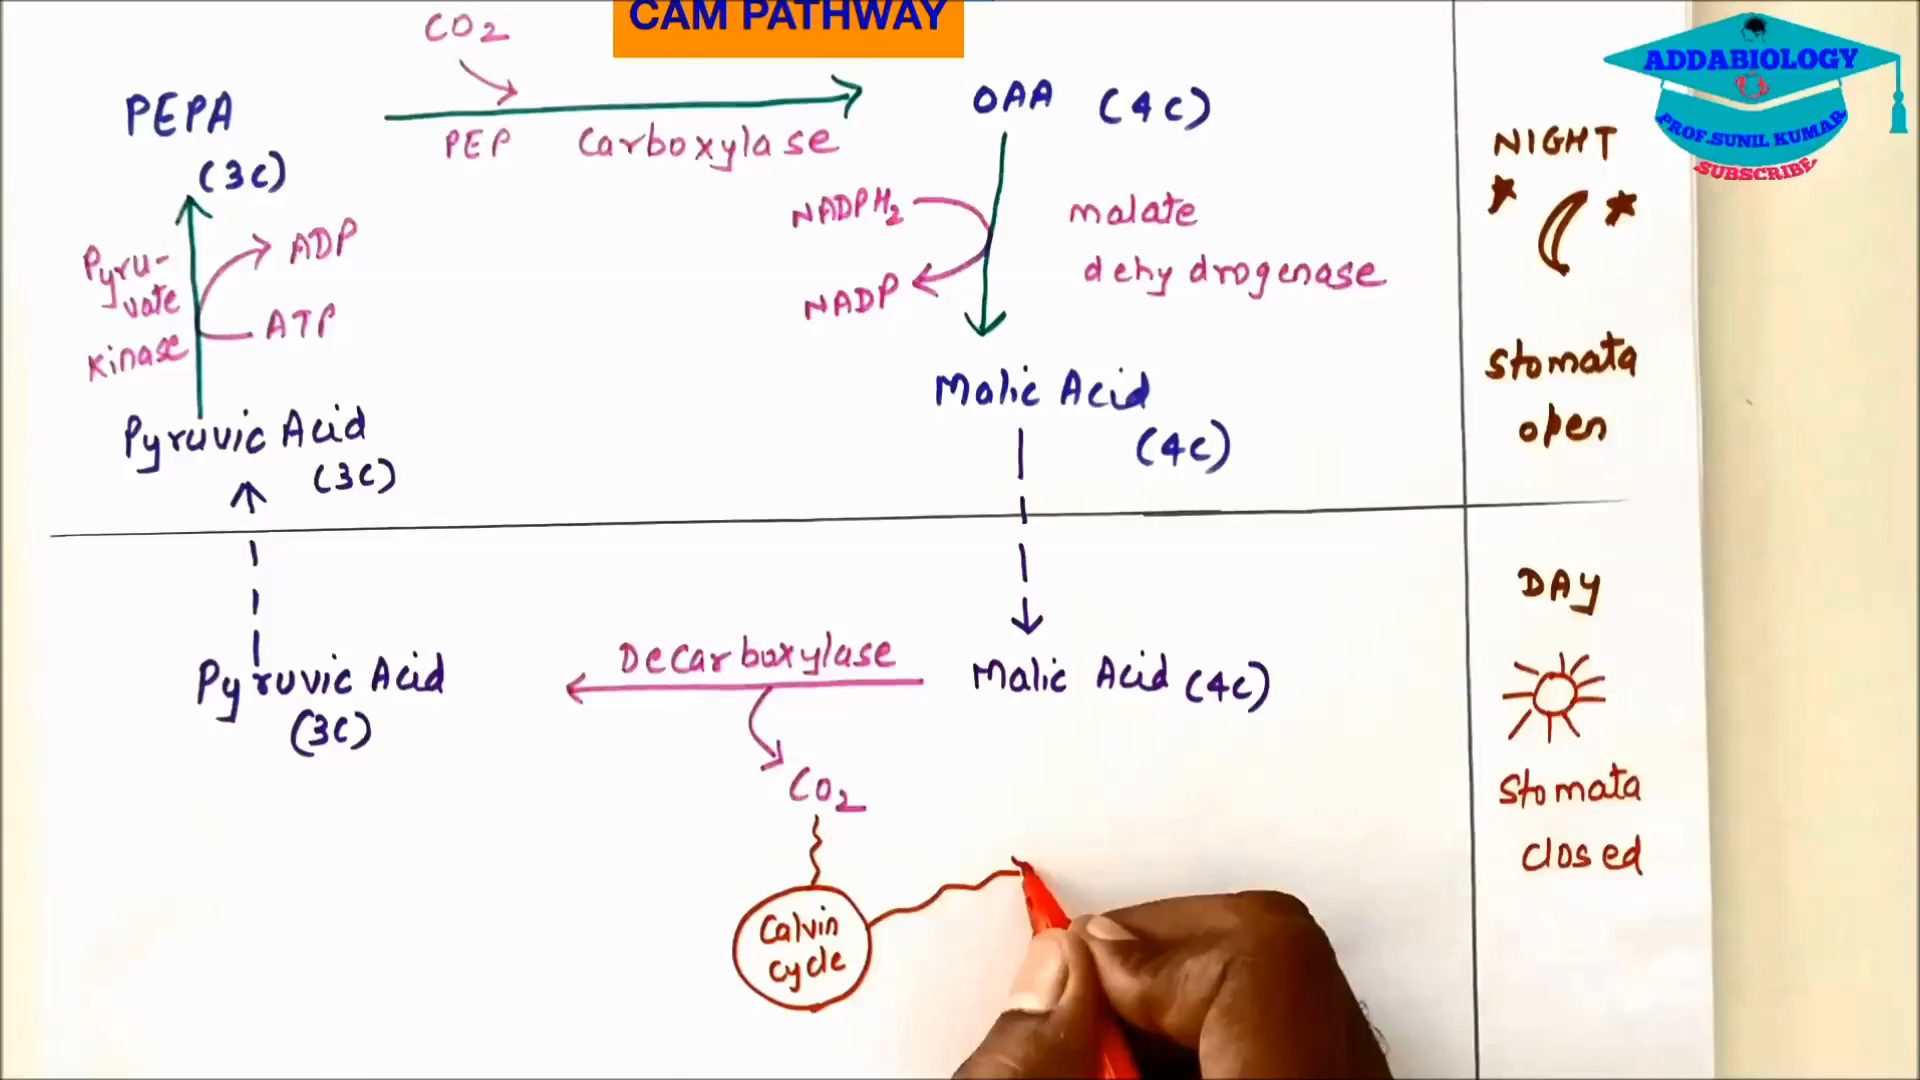 CAM PATHWAY
CO2
PEPA
(3C)
PEP Carboxylase
OAA (4C)
NADPH2
NADP
malate
dehydrogenase
Pyru-
vate
kinase
ADP
ATP
Pyruvic Acid
(3C)
Malic Acid
(4C)
NIGHT
Stomata
open
ADDABIOLOGY
PROF.SUNIL KUMAR
SUBSCRIBE
Pyruvic Acid
(3C)
Decarboxylase
Malic Acid (4C)
CO2
Calvin
cycle
DAY
Stomata
closed